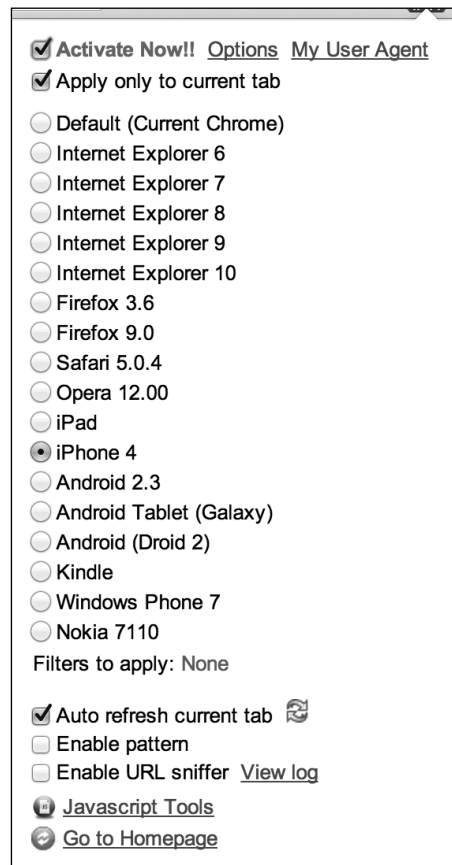 Activate Now!! Options My User Agent
Apply only to current tab
Default (Current Chrome)
Internet Explorer 6
Internet Explorer 7
Internet Explorer 8
Internet Explorer 9
Internet Explorer 10
Firefox 3.6
Firefox 9.0
Safari 5.0.4
Opera 12.00
iPad
iPhone 4
Android 2.3
Android Tablet (Galaxy)
Android (Droid 2)
Kindle
Windows Phone 7
Nokia 7110
Filters to apply: None
Auto refresh current tab
Enable pattern
Enable URL sniffer View log
Javascript Tools
Go to Homepage